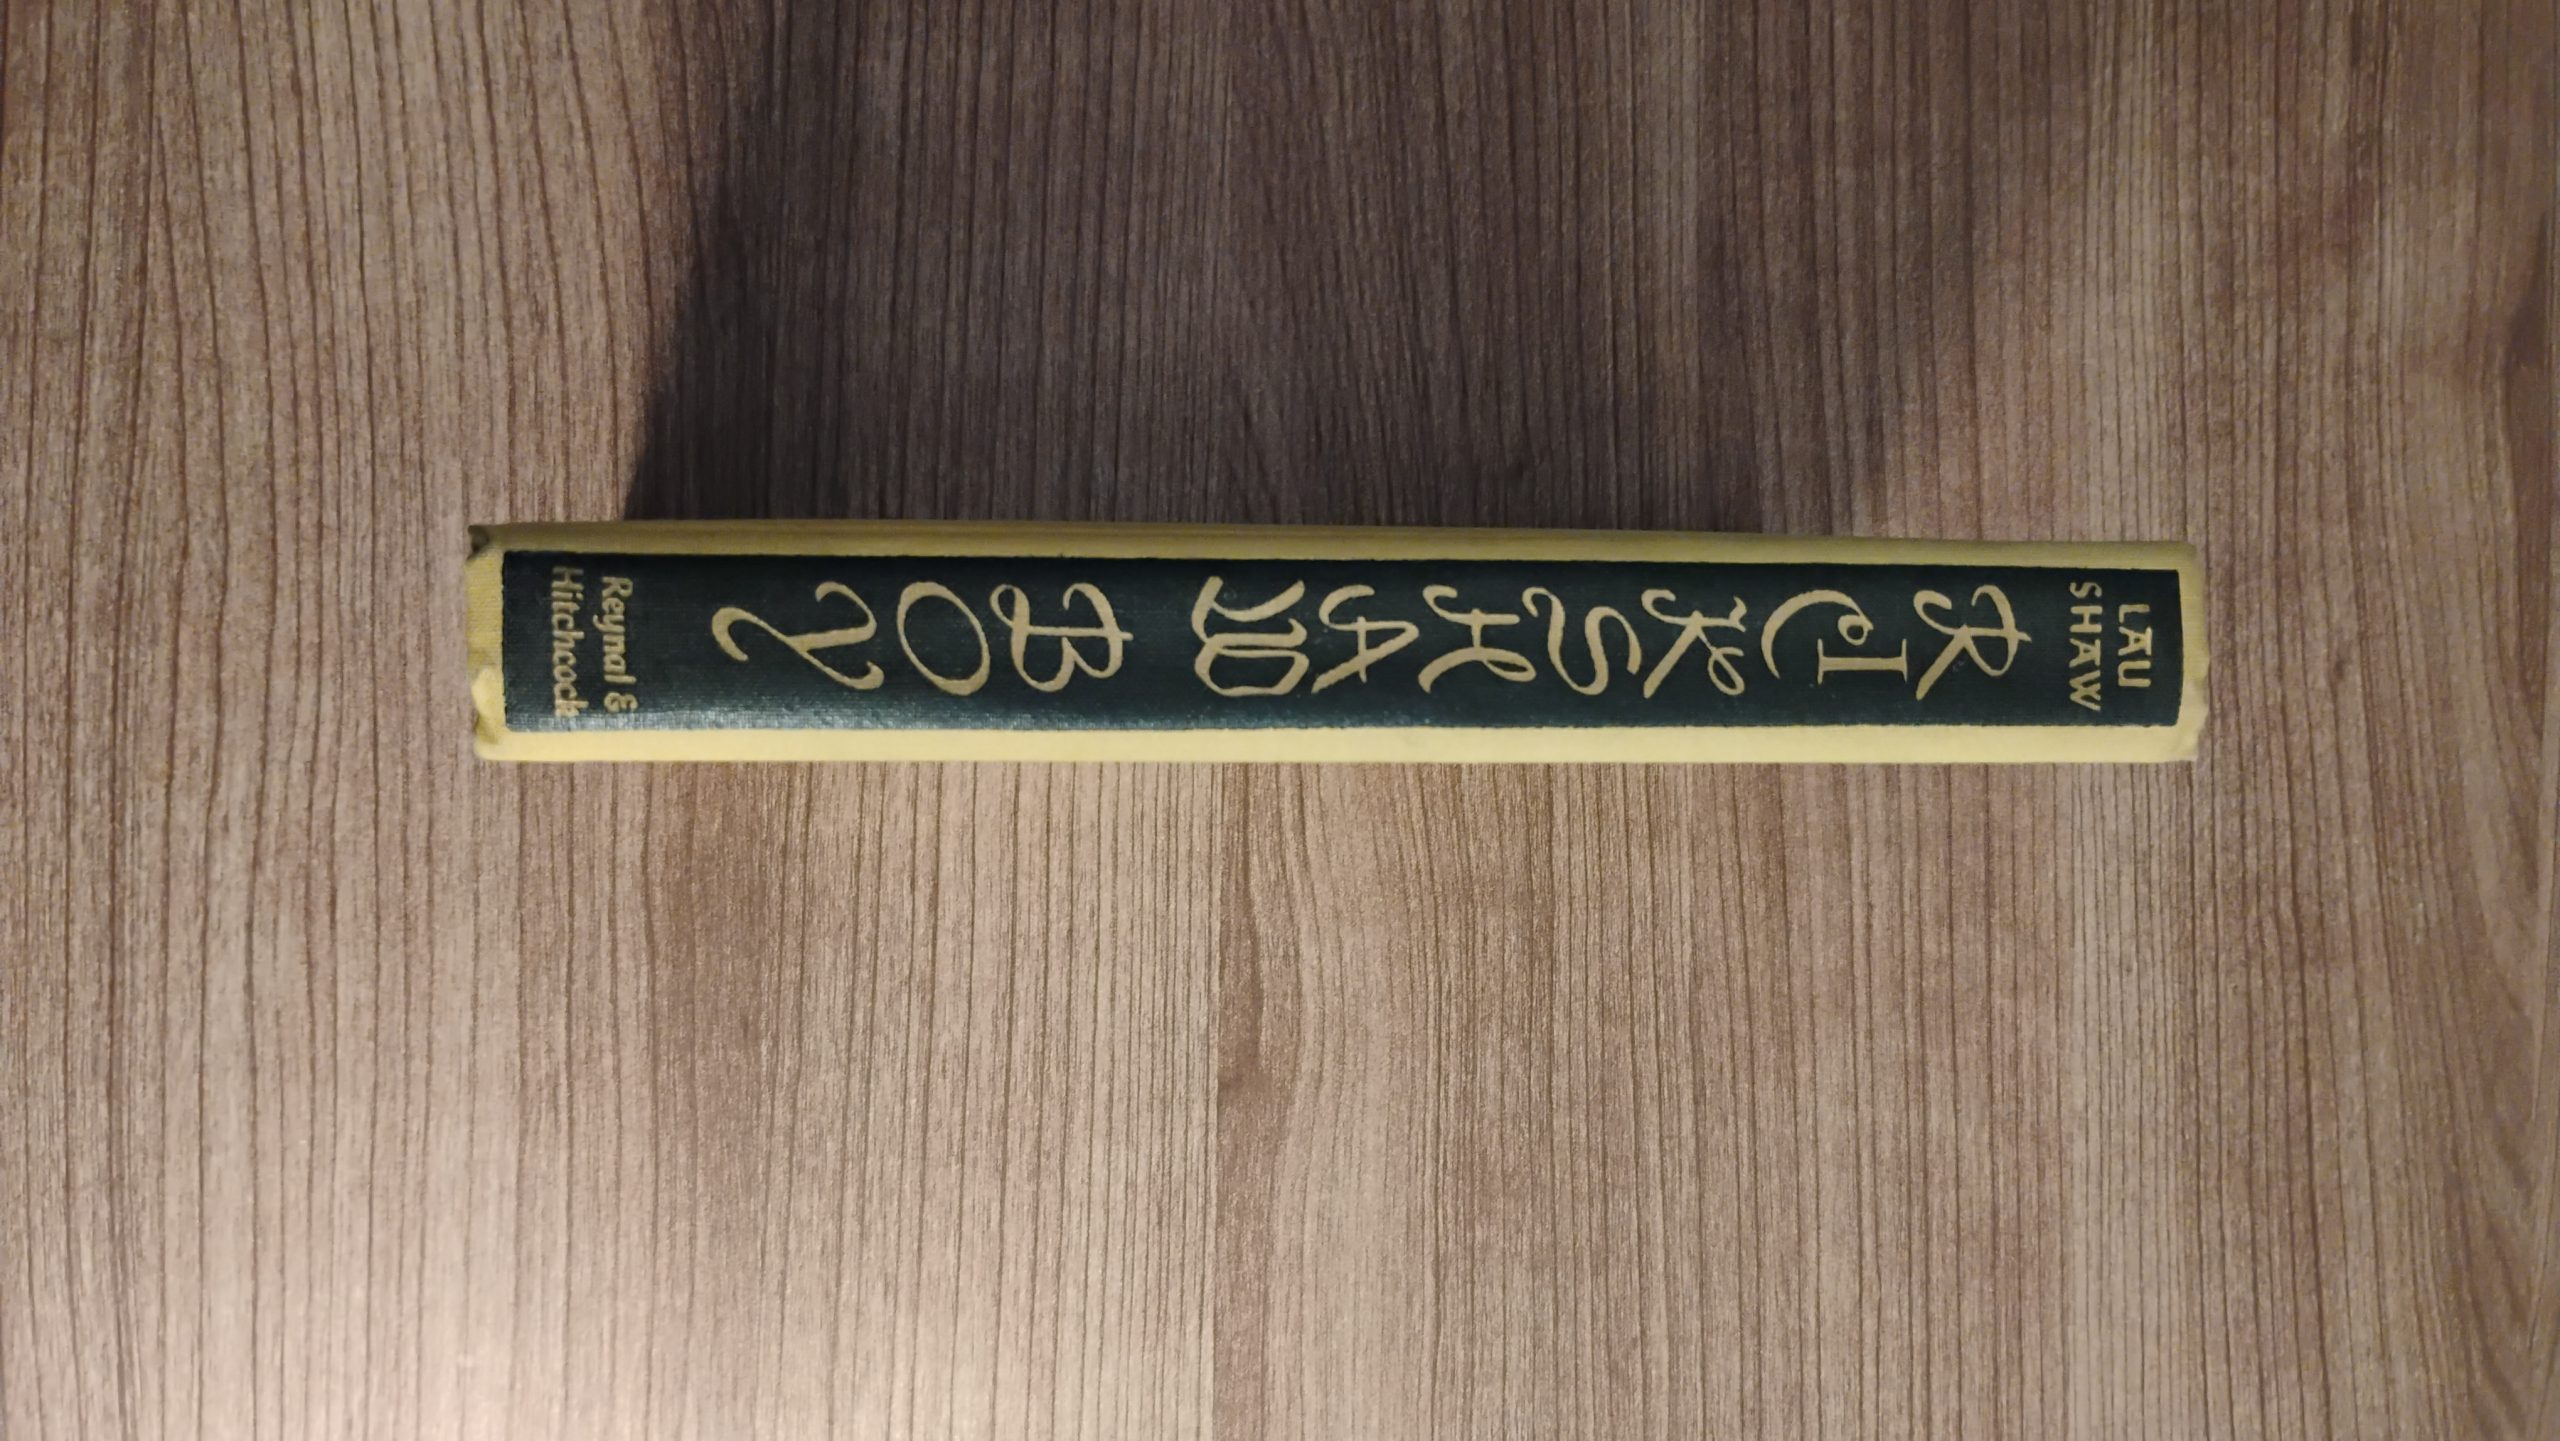 LAU
SHAW
RICKSHAW
BOY
Reynal &
Hitchcock